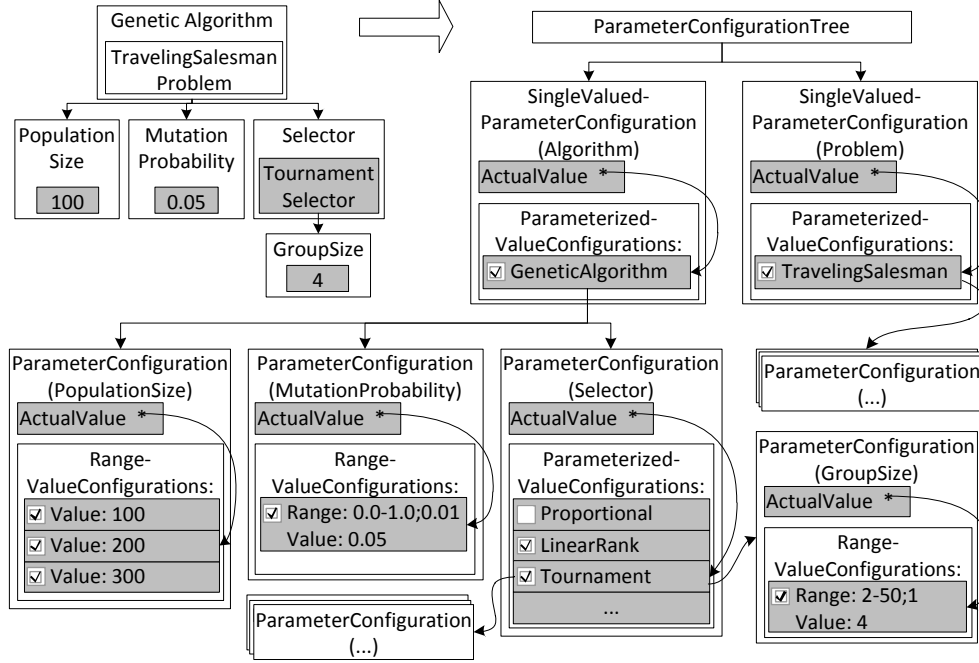 Genetic Algorithm
TravelingSalesman
Problem
Population
Size
100
Mutation
Probability
0.05
Selector
Tournament
Selector
GroupSize
4
ParameterConfigurationTree
SingleValued-
ParameterConfiguration
(Algorithm)
ActualValue *
Parameterized-
ValueConfigurations:
GeneticAlgorithm
SingleValued-
ParameterConfiguration
(Problem)
ActualValue *
Parameterized-
ValueConfigurations:
TravelingSalesman
ParameterConfiguration
(...)
ParameterConfiguration
(PopulationSize)
ActualValue *
Range-
ValueConfigurations:
Value: 100
Value: 200
Value: 300
ParameterConfiguration
(MutationProbability)
ActualValue *
Range-
ValueConfigurations:
Range: 0.0-1.0;0.01
Value: 0.05
ParameterConfiguration
(Selector)
ActualValue *
Parameterized-
ValueConfigurations:
Proportional
LinearRank
Tournament
...
ParameterConfiguration
(...)
ParameterConfiguration
(GroupSize)
ActualValue *
Range-
ValueConfigurations:
Range: 2-50;1
Value: 4